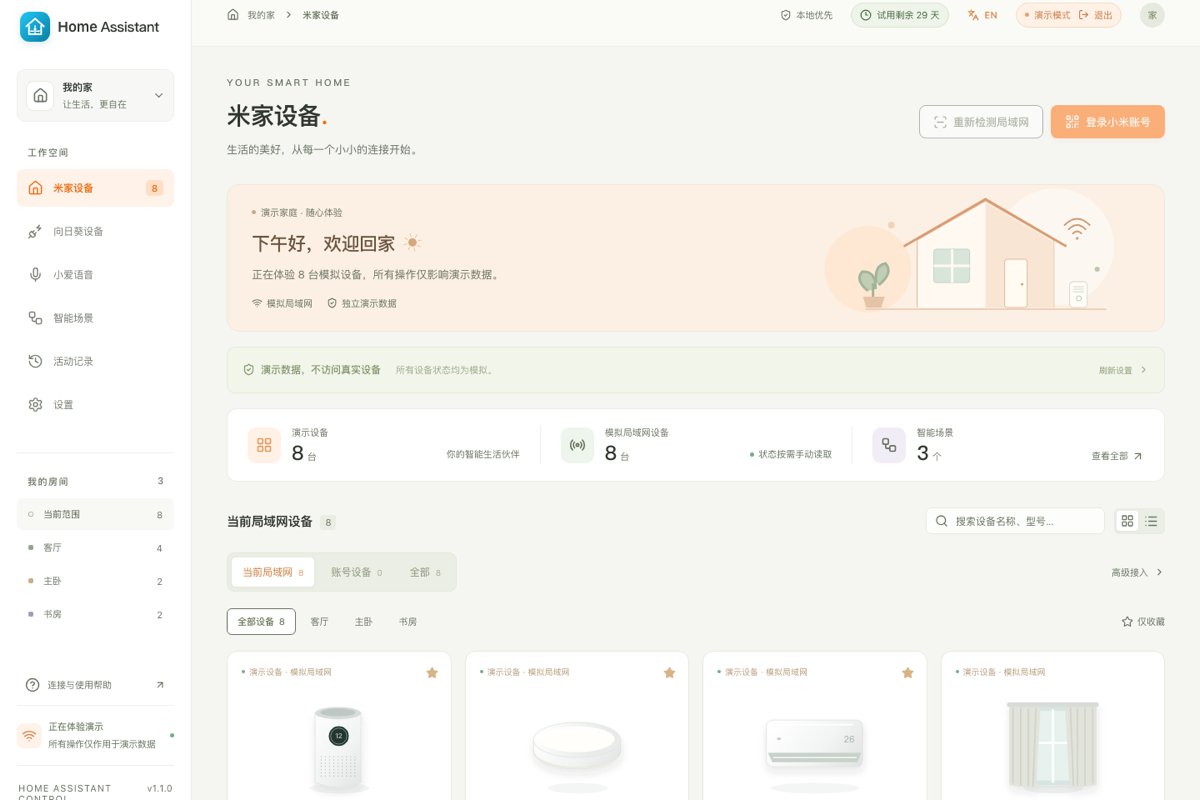 Home Assistant
我的家
让生活，更自在
工作空间
米家设备 8
向日葵设备
小爱语音
智能场景
活动记录
设置
我的房间 3
当前范围 8
客厅 4
主卧 2
书房 2
连接与使用帮助
正在体验演示
所有操作仅作用于演示数据
HOME ASSISTANT CONTROL v1.1.0
我的家 米家设备
本地优先
试用剩余 29 天
EN
演示模式 退出
家
YOUR SMART HOME
米家设备.
生活的美好，从每一个小小的连接开始。
重新检测局域网
登录小米账号
演示家庭 · 随心体验
下午好，欢迎回家
正在体验 8 台模拟设备，所有操作仅影响演示数据。
模拟局域网 独立演示数据
演示数据，不访问真实设备 所有设备状态均为模拟。
刷新设置
演示设备
8 台
你的智能生活伙伴
模拟局域网设备
8 台
状态按需手动读取
智能场景
3 个
查看全部
当前局域网设备 8
搜索设备名称、型号...
当前局域网 8 账号设备 0 全部 8
高级接入
全部设备 8 客厅 主卧 书房
仅收藏
演示设备 · 模拟局域网
12
演示设备 · 模拟局域网
演示设备 · 模拟局域网
26
演示设备 · 模拟局域网